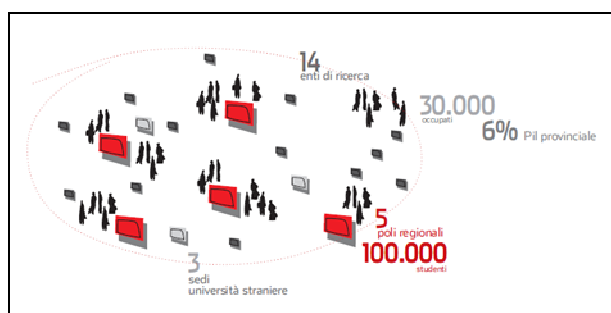 14
enti di ricerca
30.000
occupati
6% Pil provinciale
5
poli regionali
100.000
studenti
3
sedi
università straniere